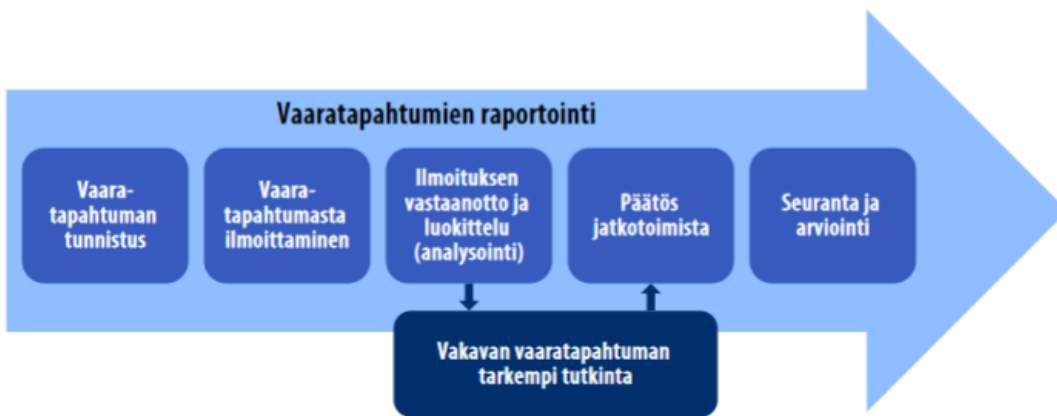 Vaaratapahtumien raportointi
Vaara-
tapahtuman
tunnistus
Vaara-
tapahtumasta
ilmoittaminen
Ilmoituksen
vastaanotto ja
luokittelu
(analysointi)
Päätös
jatkotoimista
Seuranta ja
arviointi
Vakavan vaaratapahtuman
tarkempi tutkinta